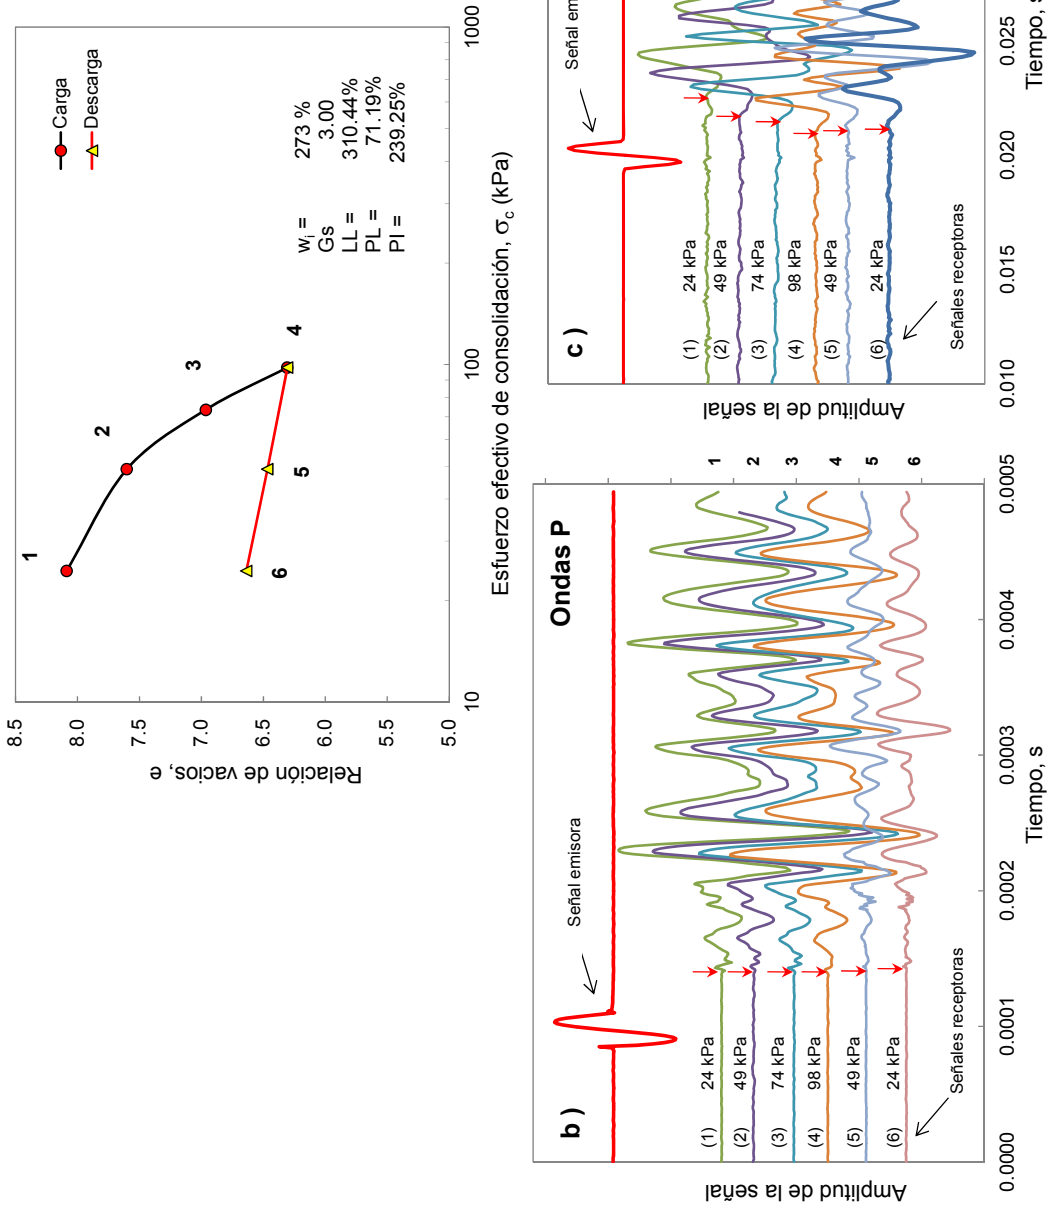 8.5
8.0
7.5
7.0
6.5
6.0
5.5
5.0
Relación de vacios, e
10
100
1000
Esfuerzo efectivo de consolidación, σc (kPa)
1
2
3
4
5
6
Carga
Descarga
wi = 273 %
Gs 3.00
LL = 310.44%
PL = 71.19%
PI = 239.25%
b )
Ondas P
Señal emisora
(1) 24 kPa
(2) 49 kPa
(3) 74 kPa
(4) 98 kPa
(5) 49 kPa
(6) 24 kPa
Señales receptoras
1
2
3
4
5
6
Amplitud de la señal
0.0000
0.0001
0.0002
0.0003
0.0004
0.0005
Tiempo, s
c )
Señal emiso
(1) 24 kPa
(2) 49 kPa
(3) 74 kPa
(4) 98 kPa
(5) 49 kPa
(6) 24 kPa
Señales receptoras
Amplitud de la señal
0.010
0.015
0.020
0.025
Tiempo, s